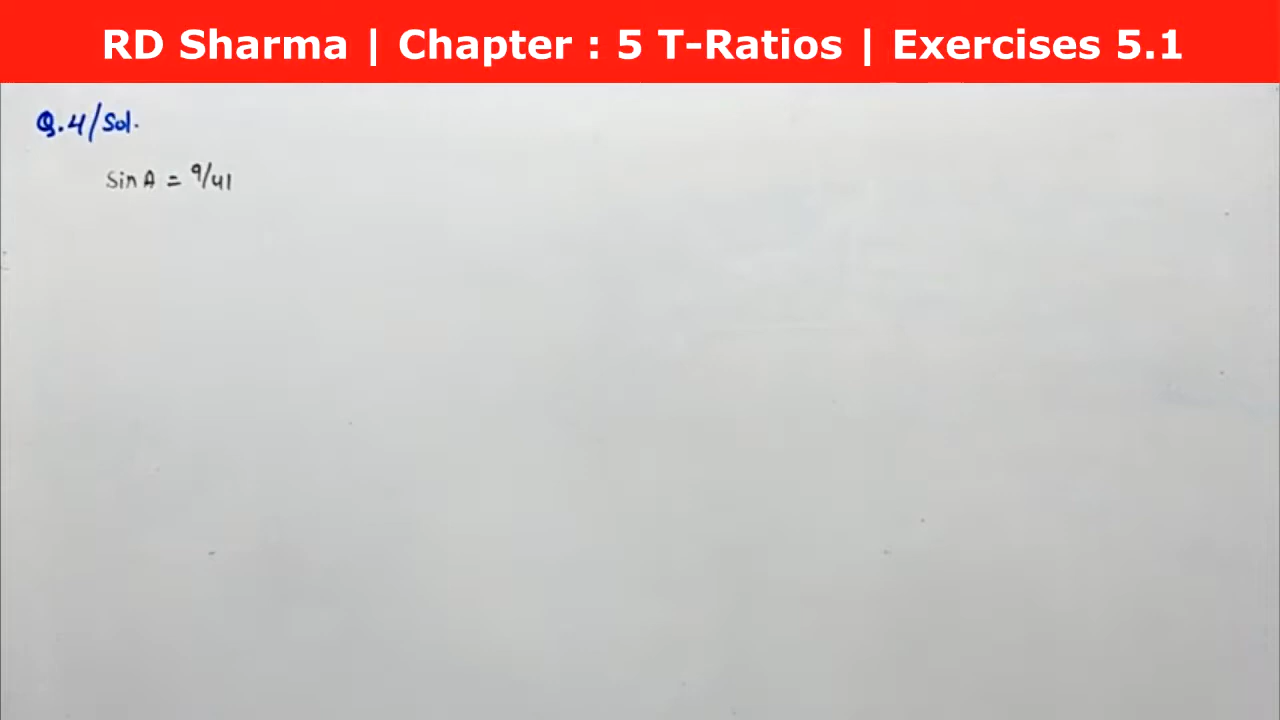 RD Sharma | Chapter : 5 T-Ratios | Exercises 5.1
Q.4/Sol.
Sin A = 9/41